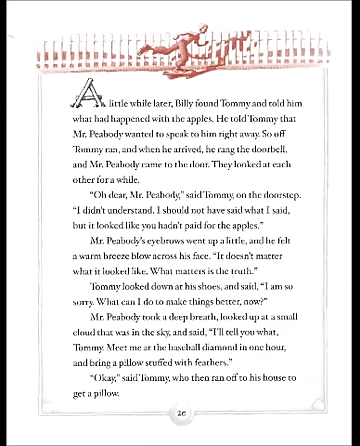 A little while later, Billy found Tommy and told him
what had happened with the apples. He told Tommy that
Mr. Peabody wanted to speak to him right away. So off
Tommy ran, and when he arrived, he rang the doorbell,
and Mr. Peabody came to the door. They looked at each
other for a while.
"Oh dear, Mr. Peabody," said Tommy, on the doorstep.
"I didn't understand. I should not have said what I said,
but it looked like you hadn't paid for the apples."
Mr. Peabody's eyebrows went up a little, and he felt
a warm breeze blow across his face. "It doesn't matter
what it looked like. What matters is the truth."
Tommy looked down at his shoes, and said, "I am so
sorry. What can I do to make things better, now?"
Mr. Peabody took a deep breath, looked up at a small
cloud that was in the sky, and said, "I'll tell you what,
Tommy. Meet me at the baseball diamond in one hour,
and bring a pillow stuffed with feathers."
"Okay," said Tommy, who then ran off to his house to
get a pillow.
20